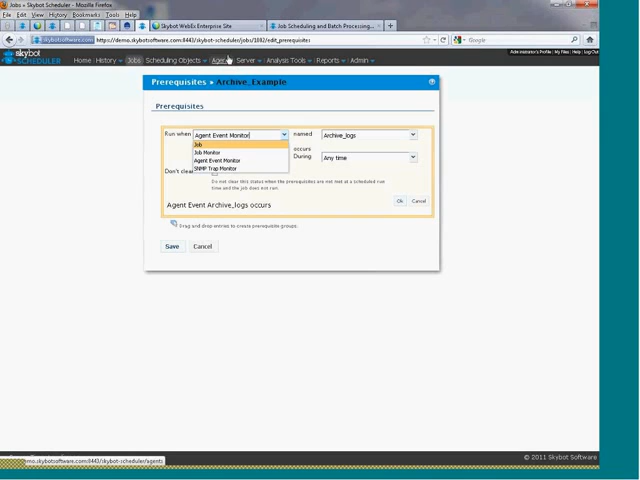 Jobs » Skybot Scheduler - Mozilla Firefox
File Edit View History Bookmarks Tools Help
Skybot WebEx Enterprise Site
Job Scheduling and Batch Processing...
skybotsoftware.com https://demo.skybotsoftware.com:8443/skybot-scheduler/jobs/1082/edit_prerequisites
Google
skybot SCHEDULER
Administrator's Profile | My Files | Help | Log Out
Home History Jobs Scheduling Objects Agents Server Analysis Tools Reports Admin
Prerequisites » Archive_Example
Prerequisites
Run when Agent Event Monitor named Archive_logs
Job
Job Monitor
Agent Event Monitor
SNMP Trap Monitor
occurs
During Any time
Don't clear
Do not clear this status when the prerequisites are not met at a scheduled run
time and the job does not run.
Agent Event Archive_logs occurs
Ok Cancel
Drag and drop entries to create prerequisite groups.
Save Cancel
© 2011 Skybot Software
mo.skybotsoftware.com:8443/skybot-scheduler/agents